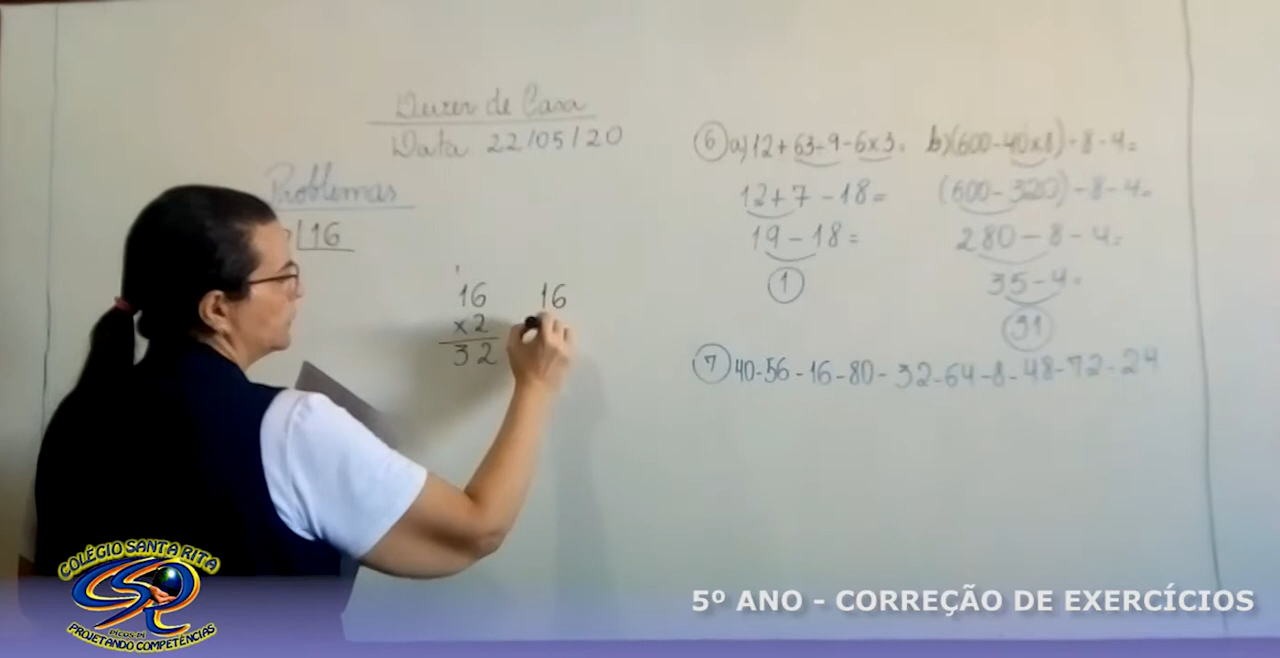 Dever de Casa
Data 22/05/20
Problemas
16
16
x2
32
16
6 a) 12+63÷9-6x3=
12+7-18=
19-18=
1
b) (600-40x8)÷8-4=
(600-320)÷8-4=
280÷8-4=
35-4=
31
7 40-56-16-80-32-64-8-48-72-24
COLÉGIO SANTA RITA
CSR
PICOS-PI
PROJETANDO COMPETÊNCIAS
5º ANO - CORREÇÃO DE EXERCÍCIOS